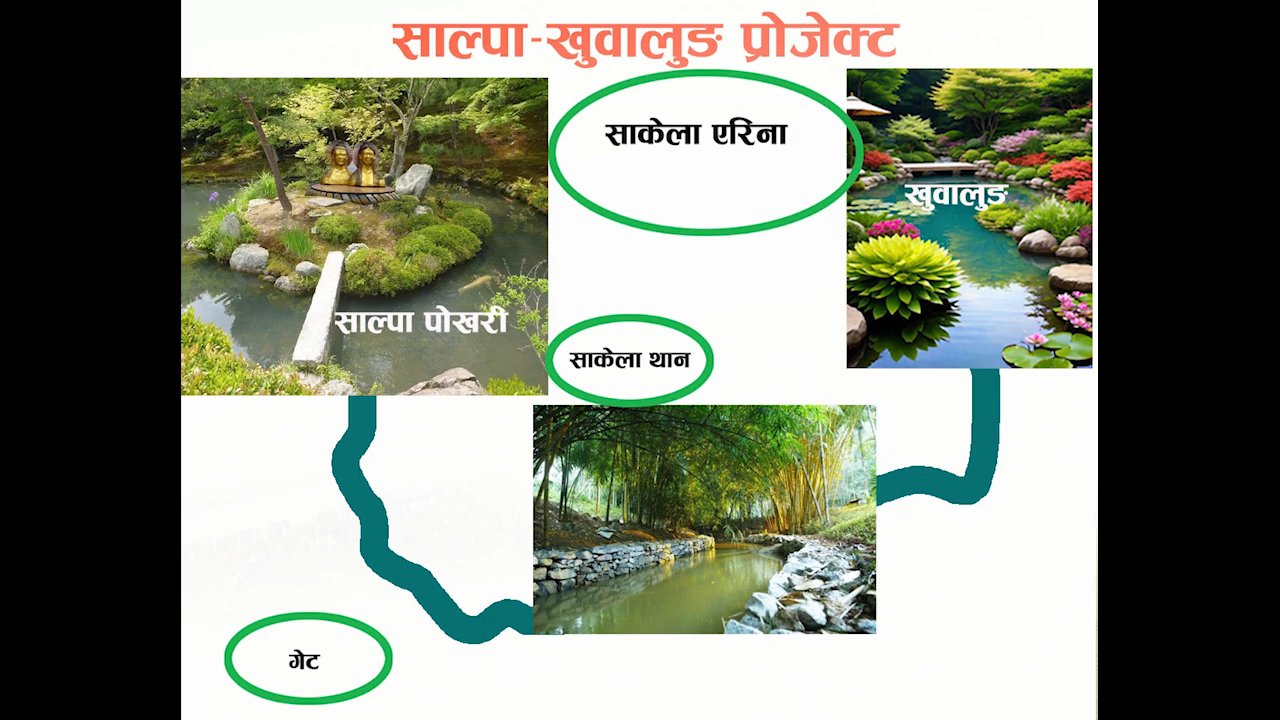 साल्पा-खुवालुङ प्रोजेक्ट
साकेला एरिना
खुवालुङ
साल्पा पोखरी
साकेला थान
गेट